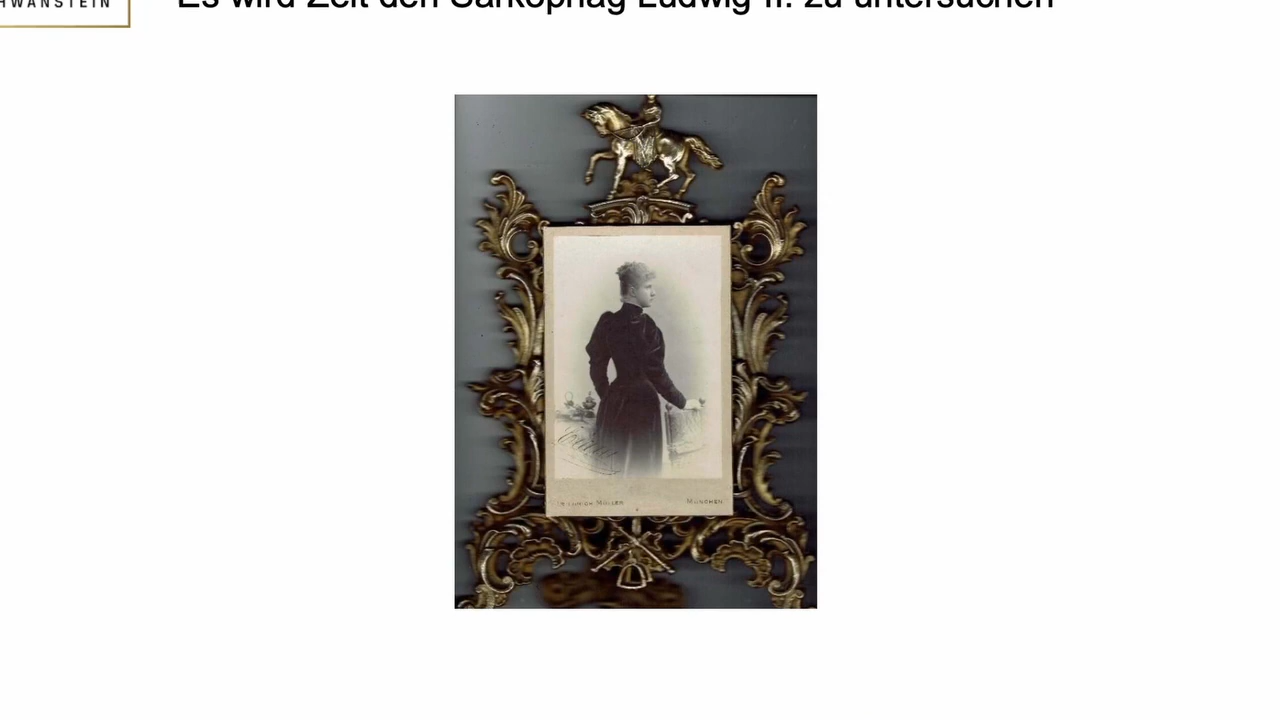 HWANSTEIN
Es wird Zeit den Sarkophag Ludwig II. zu untersuchen
MÜNCHEN